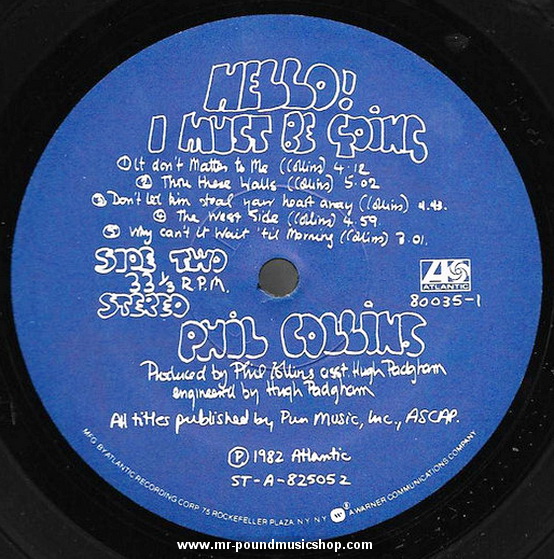 HELLO!
I MUST BE GOING
① It don't Matter to Me (Collins) 4.12
② Thru these Walls (Collins) 5.02
③ Don't let him steal your heart away (Collins) 4.43.
④ The West Side (Collins) 4.59.
⑤ Why can't it Wait 'til Morning (Collins) 3.01.
SIDE TWO
33 ⅓ R.P.M.
STEREO
ATLANTIC
80035-1
PHIL COLLINS
Produced by Phil Collins asst Hugh Padgham
engineered by Hugh Padgham
All titles published by Pun Music, Inc., ASCAP.
Ⓟ 1982 Atlantic
ST-A-825052
MFG. BY ATLANTIC RECORDING CORP. 75 ROCKEFELLER PLAZA. N.Y. N.Y. ® A WARNER COMMUNICATIONS COMPANY
www.mr-poundmusicshop.com